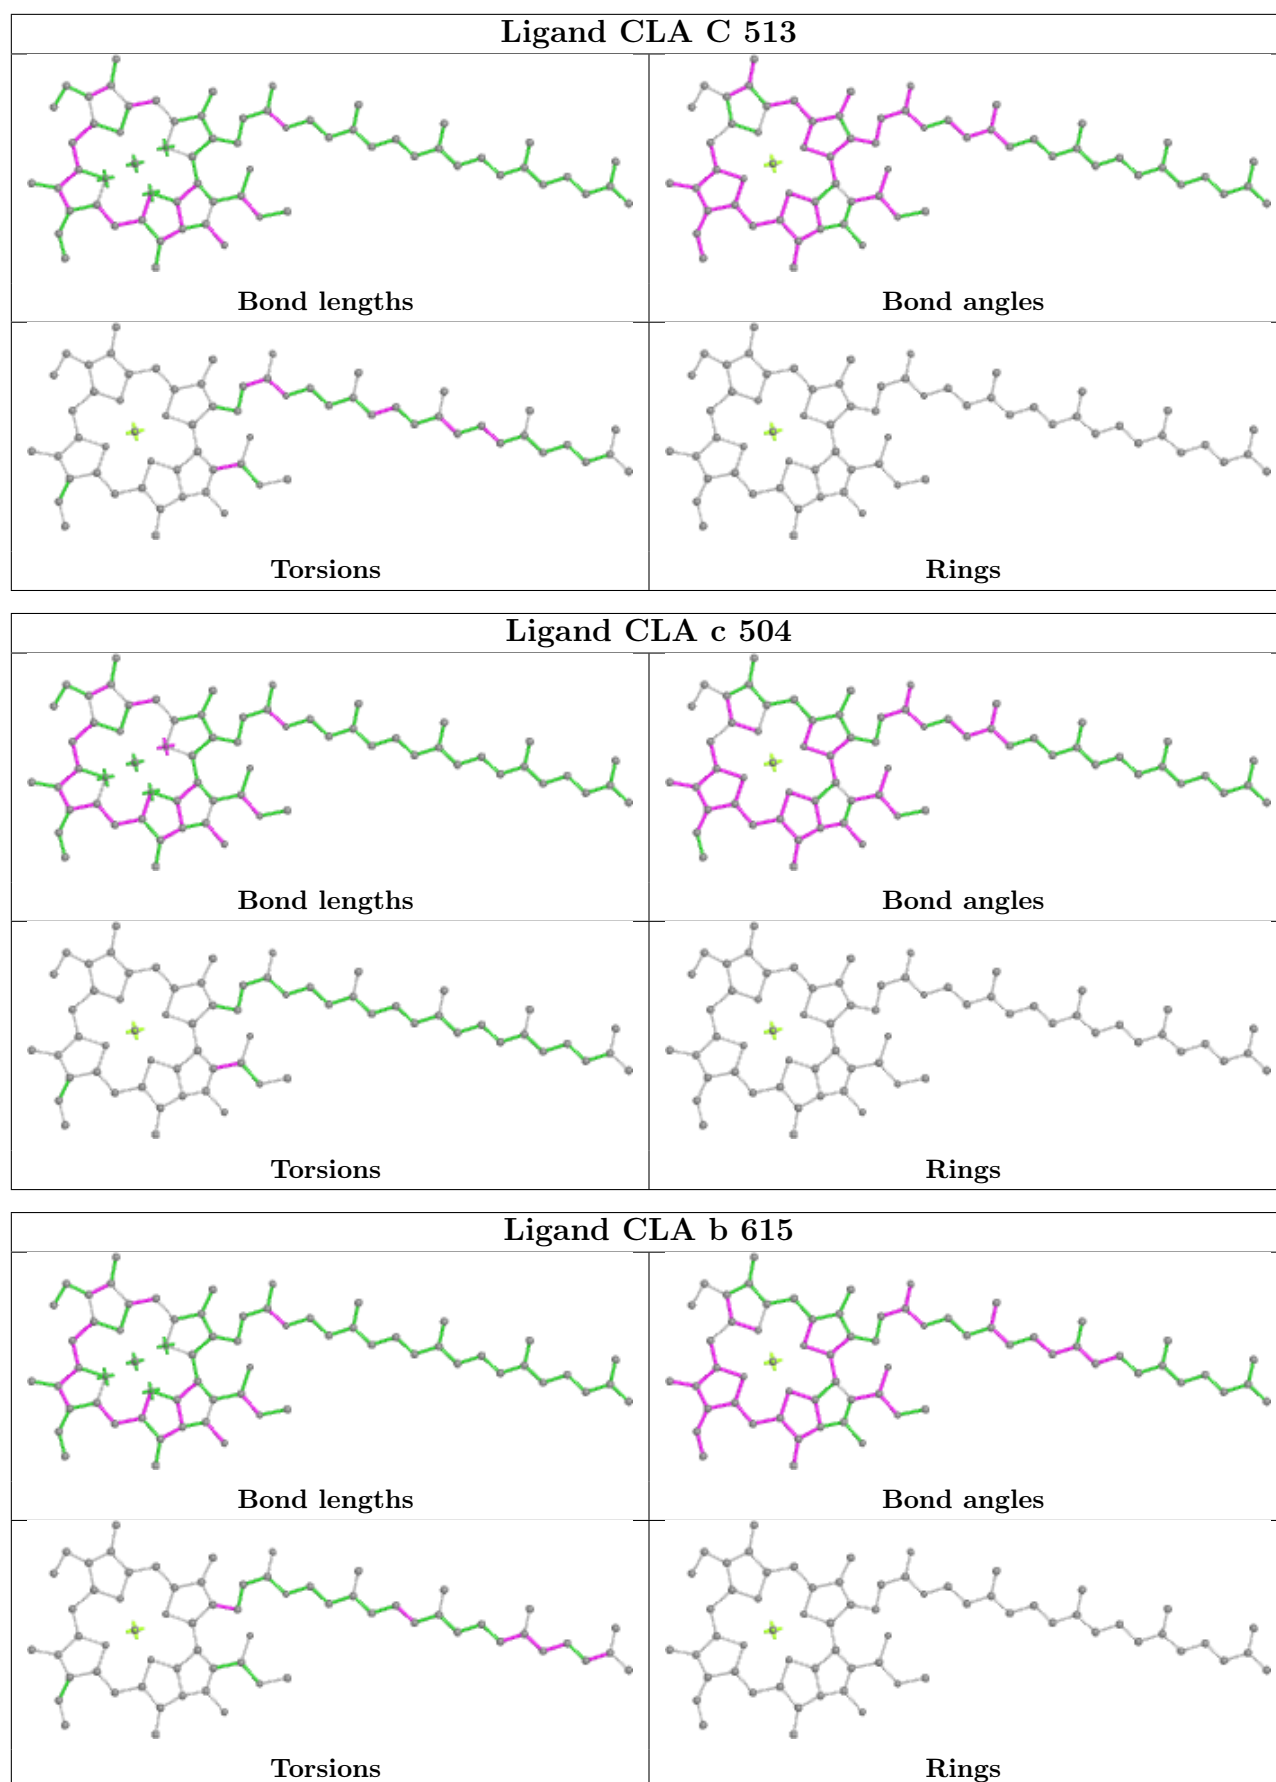 Ligand CLA C 513
Bond lengths
Bond angles
Torsions
Rings
Ligand CLA c 504
Bond lengths
Bond angles
Torsions
Rings
Ligand CLA b 615
Bond lengths
Bond angles
Torsions
Rings